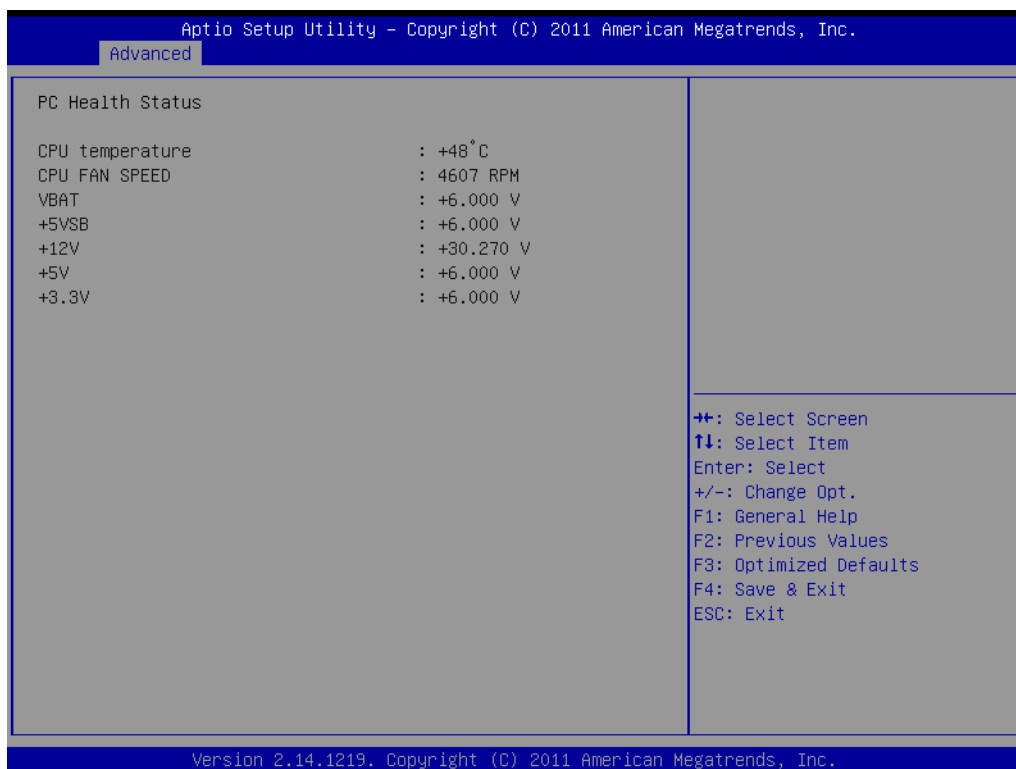 Aptio Setup Utility – Copyright (C) 2011 American Megatrends, Inc.
Advanced
PC Health Status
CPU temperature : +48°C
CPU FAN SPEED : 4607 RPM
VBAT : +6.000 V
+5VSB : +6.000 V
+12V : +30.270 V
+5V : +6.000 V
+3.3V : +6.000 V
→←: Select Screen
↑↓: Select Item
Enter: Select
+/-: Change Opt.
F1: General Help
F2: Previous Values
F3: Optimized Defaults
F4: Save & Exit
ESC: Exit
Version 2.14.1219. Copyright (C) 2011 American Megatrends, Inc.